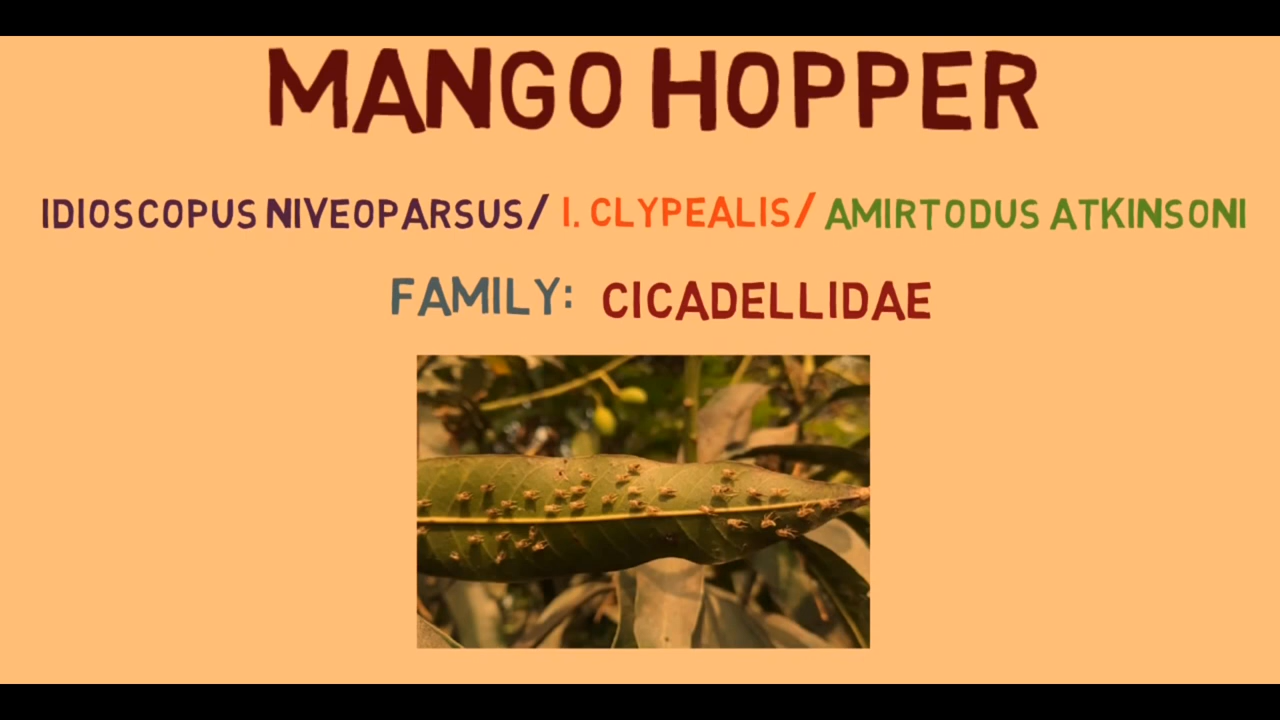 MANGO HOPPER
IDIOSCOPUS NIVEOPARSUS/ I. CLYPEALIS/ AMIRTODUS ATKINSONI
FAMILY: CICADELLIDAE